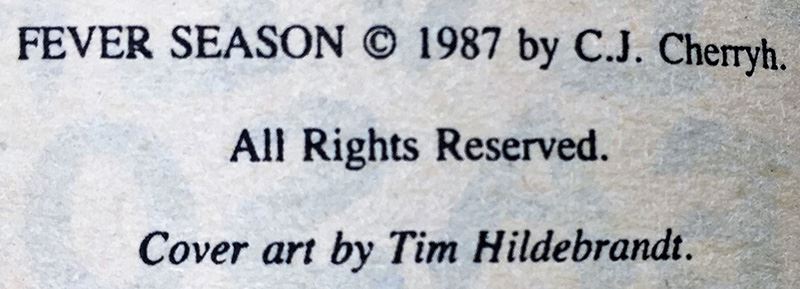 FEVER SEASON © 1987 by C.J. Cherryh.
All Rights Reserved.
Cover art by Tim Hildebrandt.